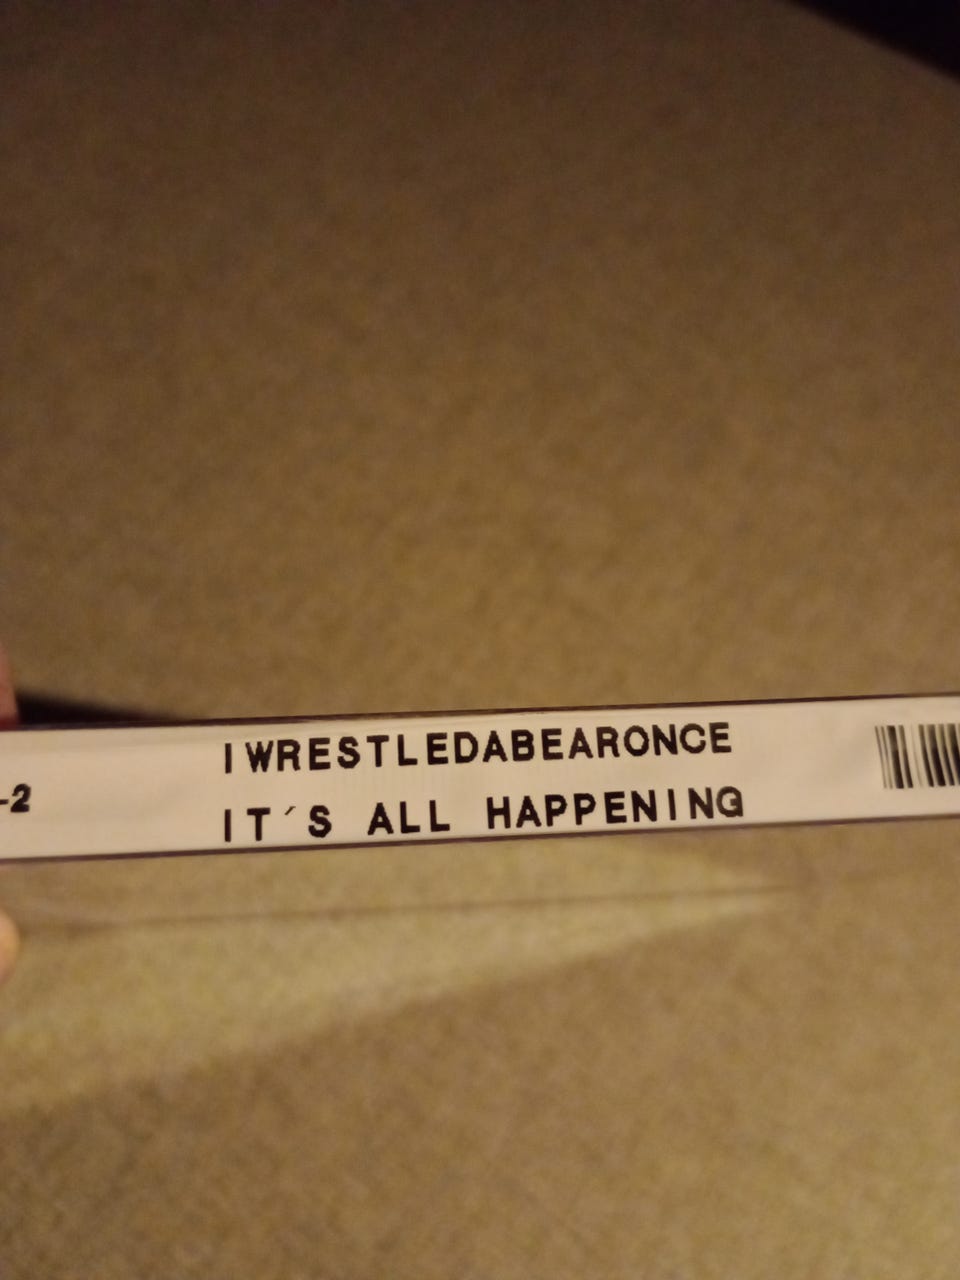 -2
IWRESTLEDABEARONCE
IT´S ALL HAPPENING